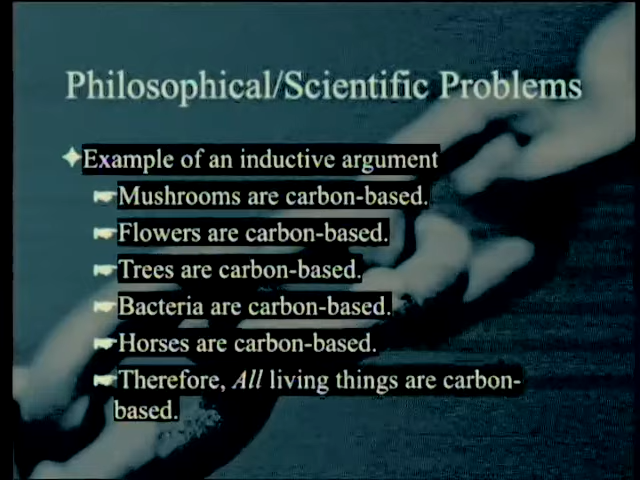 Philosophical/Scientific Problems
Example of an inductive argument
Mushrooms are carbon-based.
Flowers are carbon-based.
Trees are carbon-based.
Bacteria are carbon-based.
Horses are carbon-based.
Therefore, All living things are carbon-
based.